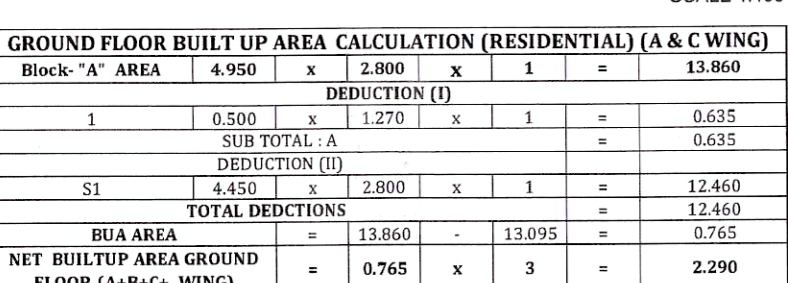 GROUND FLOOR BUILT UP AREA CALCULATION (RESIDENTIAL) (A & C WING)
Block- "A" AREA 4.950 x 2.800 x 1 = 13.860
DEDUCTION (I)
1 0.500 x 1.270 x 1 = 0.635
SUB TOTAL : A = 0.635
DEDUCTION (II)
S1 4.450 x 2.800 x 1 = 12.460
TOTAL DEDCTIONS = 12.460
BUA AREA = 13.860 - 13.095 = 0.765
NET BUILTUP AREA GROUND
FLOOR (A+B+C+ WING) = 0.765 x 3 = 2.290